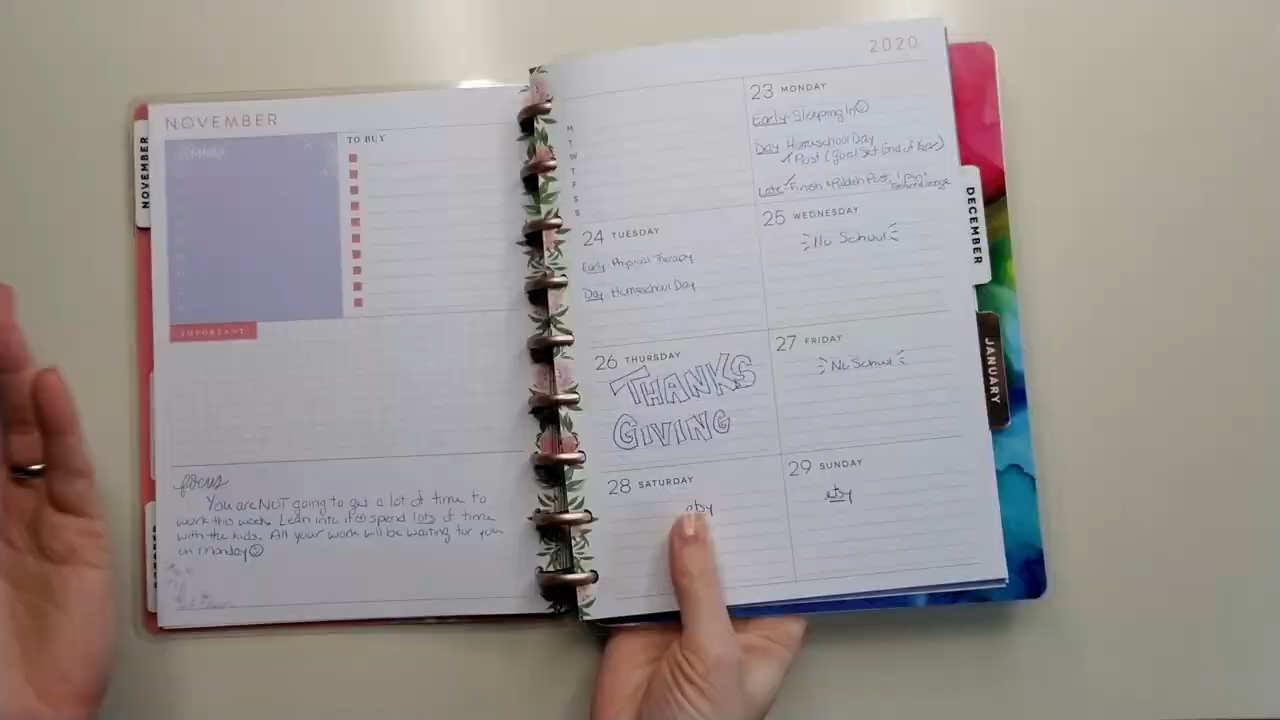 NOVEMBER
TO BUY
IMPORTANT
focus
You are NOT going to get a lot of time to
work this week. Lean into it & spend lots of time
with the kids. All your work will be waiting for you
on Monday
2020
M
T
W
T
F
S
S
23 MONDAY
Early Sleeping In
Day Homeschool Day
Post (Goal Set End of Year)
Late Finish & Publish Post
24 TUESDAY
Early Physical Therapy
Day Homeschool Day
25 WEDNESDAY
No School
26 THURSDAY
THANKS
GIVING
27 FRIDAY
No School
28 SATURDAY
29 SUNDAY
NOVEMBER
DECEMBER
JANUARY